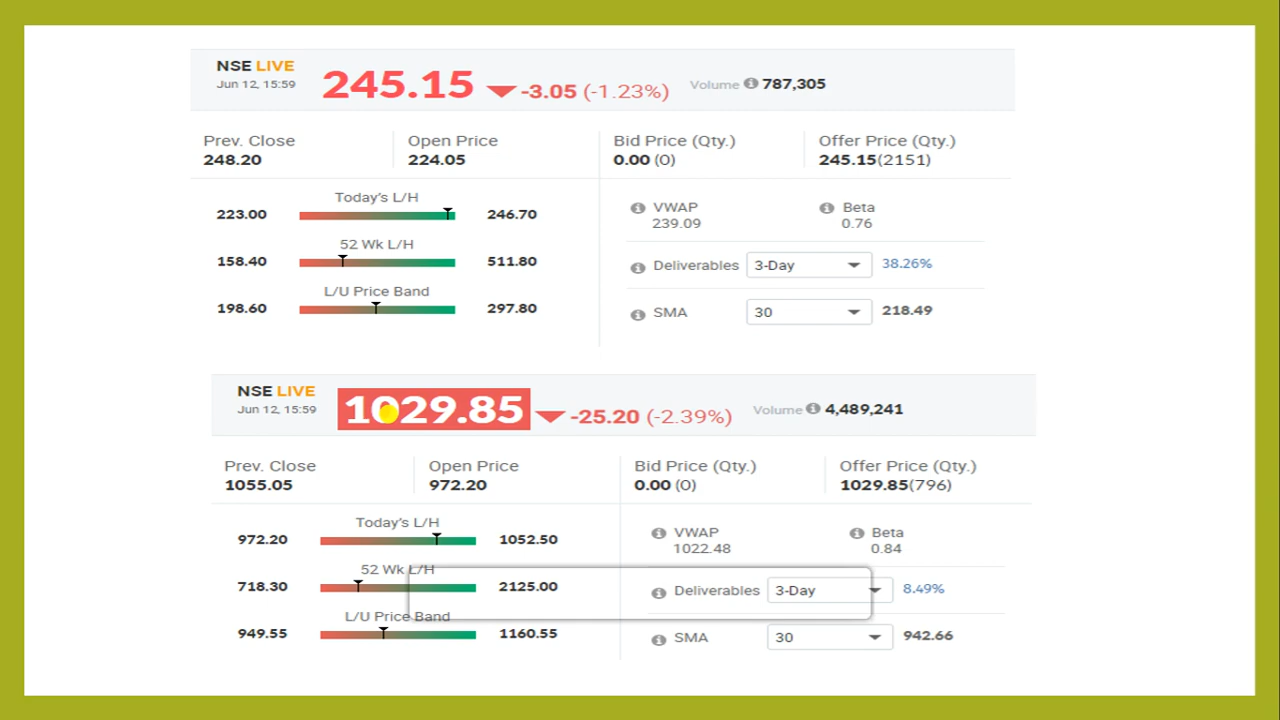 NSE LIVE
Jun 12, 15:59
245.15
-3.05 (-1.23%)
Volume 787,305
Prev. Close
248.20
Open Price
224.05
Bid Price (Qty.)
0.00 (0)
Offer Price (Qty.)
245.15(2151)
Today's L/H
223.00 246.70
52 Wk L/H
158.40 511.80
L/U Price Band
198.60 297.80
VWAP
239.09
Beta
0.76
Deliverables 3-Day 38.26%
SMA 30 218.49
NSE LIVE
Jun 12, 15:59
1029.85
-25.20 (-2.39%)
Volume 4,489,241
Prev. Close
1055.05
Open Price
972.20
Bid Price (Qty.)
0.00 (0)
Offer Price (Qty.)
1029.85(796)
Today's L/H
972.20 1052.50
52 Wk L/H
718.30 2125.00
L/U Price Band
949.55 1160.55
VWAP
1022.48
Beta
0.84
Deliverables 3-Day 8.49%
SMA 30 942.66